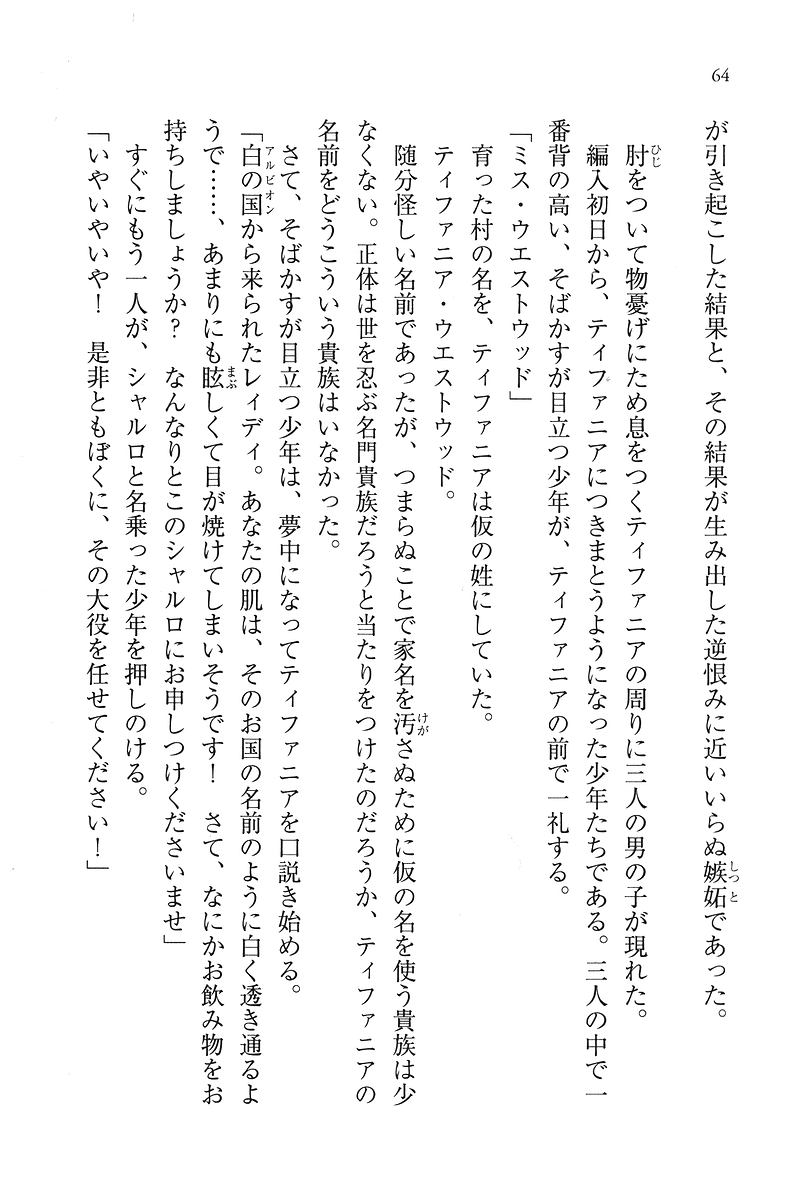 64
が引き起こした結果と、その結果が生み出した逆恨みに近いいらぬ嫉妬であった。
肘をついて物憂げにため息をつくティファニアの周りに三人の男の子が現れた。
編入初日から、ティファニアにつきまとうようになった少年たちである。三人の中で一
番背の高い、そばかすが目立つ少年が、ティファニアの前で一礼する。
「ミス・ウエストウッド」
育った村の名を、ティファニアは仮の姓にしていた。
ティファニア・ウエストウッド。
随分怪しい名前であったが、つまらぬことで家名を汚さぬために仮の名を使う貴族は少
なくない。正体は世を忍ぶ名門貴族だろうと当たりをつけたのだろうか、ティファニアの
名前をどうこういう貴族はいなかった。
さて、そばかすが目立つ少年は、夢中になってティファニアを口説き始める。
「白の国から来られたレィディ。あなたの肌は、そのお国の名前のように白く透き通るよ
うで……、あまりにも眩しくて目が焼けてしまいそうです！　さて、なにかお飲み物をお
持ちしましょうか？　なんなりとこのシャルロにお申しつけくださいませ」
すぐにもう一人が、シャルロと名乗った少年を押しのける。
「いやいやいや！　是非ともぼくに、その大役を任せてください！」